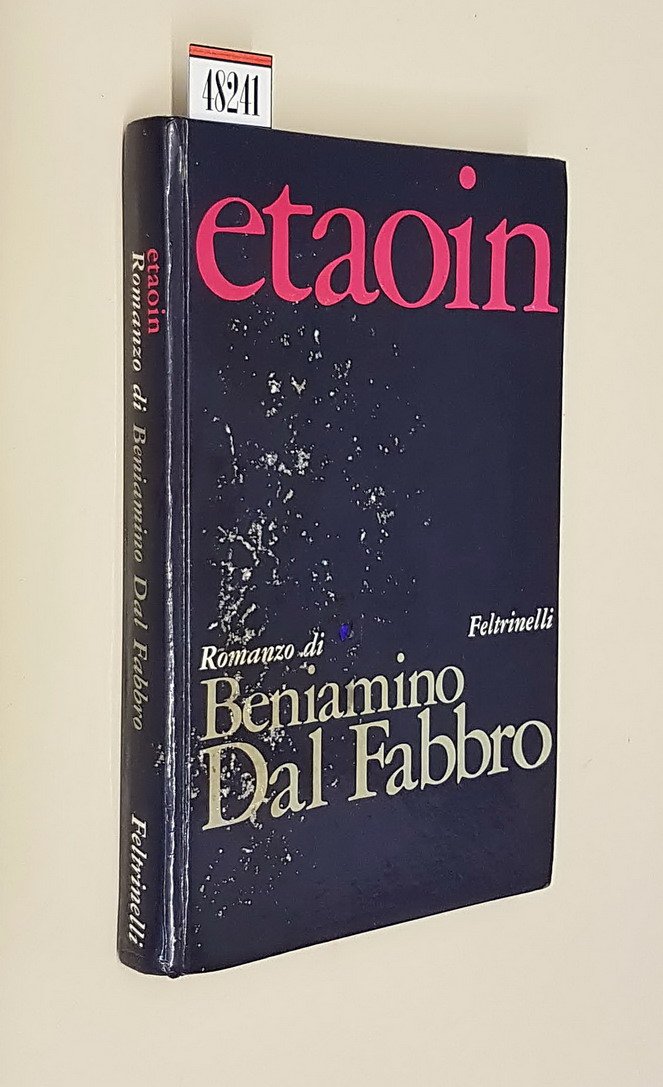 48241
etaoin
Feltrinelli
Romanzo di
Beniamino
Dal Fabbro
etaoin
Romanzo di Beniamino Dal Fabbro
Feltrinelli